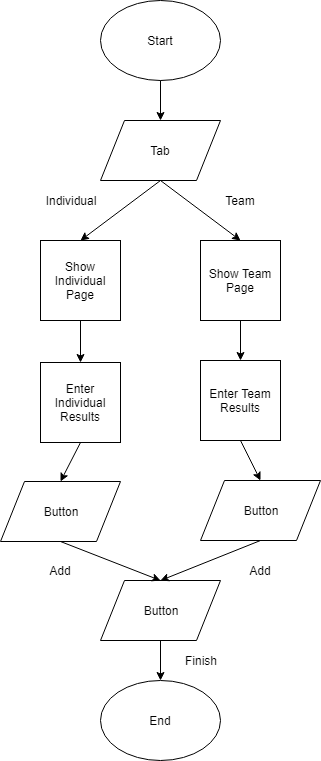 Start
Tab
Individual
Team
Show
Individual
Page
Show Team
Page
Enter
Individual
Results
Enter Team
Results
Button
Button
Add
Add
Button
Finish
End